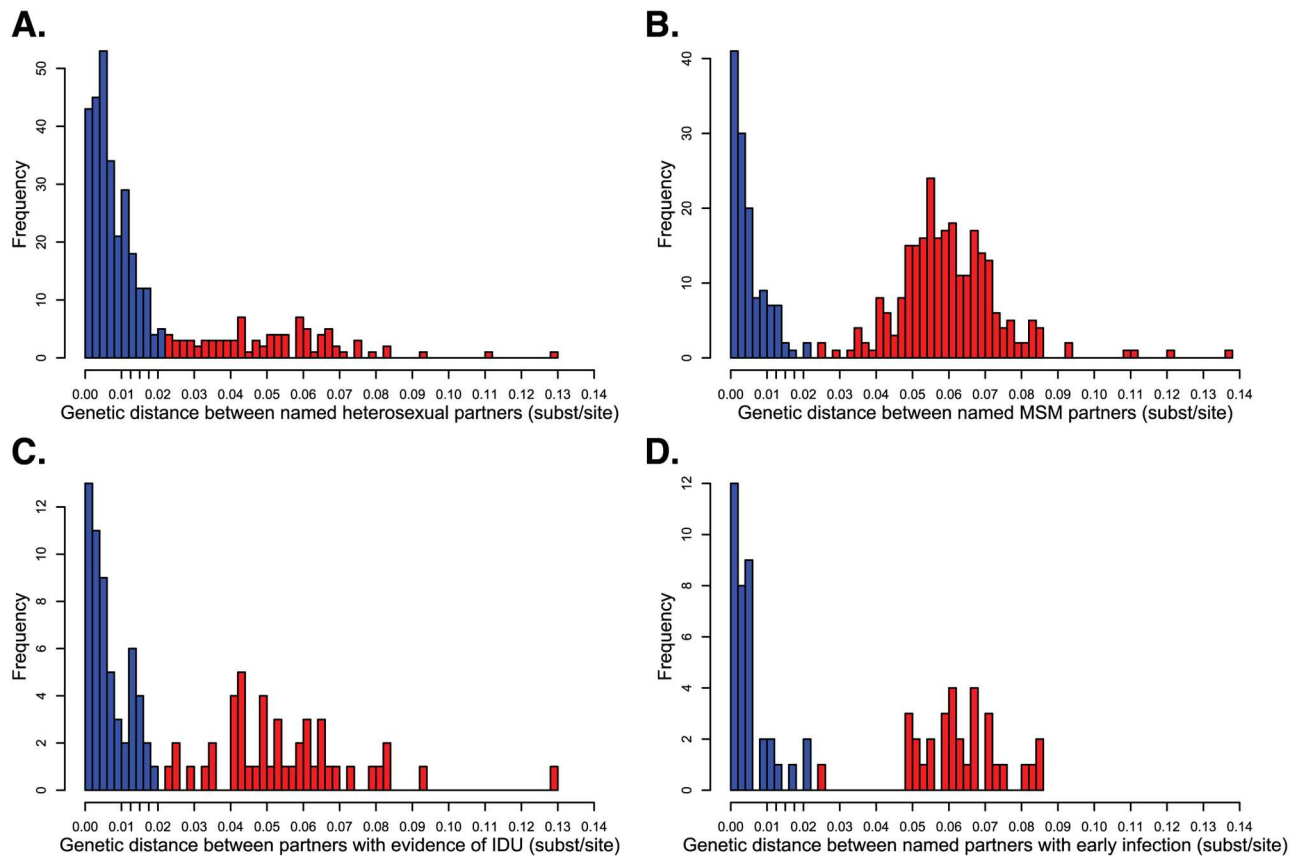 A.
Frequency
50
40
30
20
10
0
0.00 0.01 0.02 0.03 0.04 0.05 0.06 0.07 0.08 0.09 0.10 0.11 0.12 0.13 0.14
Genetic distance between named heterosexual partners (subst/site)
B.
Frequency
40
30
20
10
0
0.00 0.01 0.02 0.03 0.04 0.05 0.06 0.07 0.08 0.09 0.10 0.11 0.12 0.13 0.14
Genetic distance between named MSM partners (subst/site)
C.
Frequency
12
10
8
6
4
2
0
0.00 0.01 0.02 0.03 0.04 0.05 0.06 0.07 0.08 0.09 0.10 0.11 0.12 0.13 0.14
Genetic distance between partners with evidence of IDU (subst/site)
D.
Frequency
12
10
8
6
4
2
0
0.00 0.01 0.02 0.03 0.04 0.05 0.06 0.07 0.08 0.09 0.10 0.11 0.12 0.13 0.14
Genetic distance between named partners with early infection (subst/site)